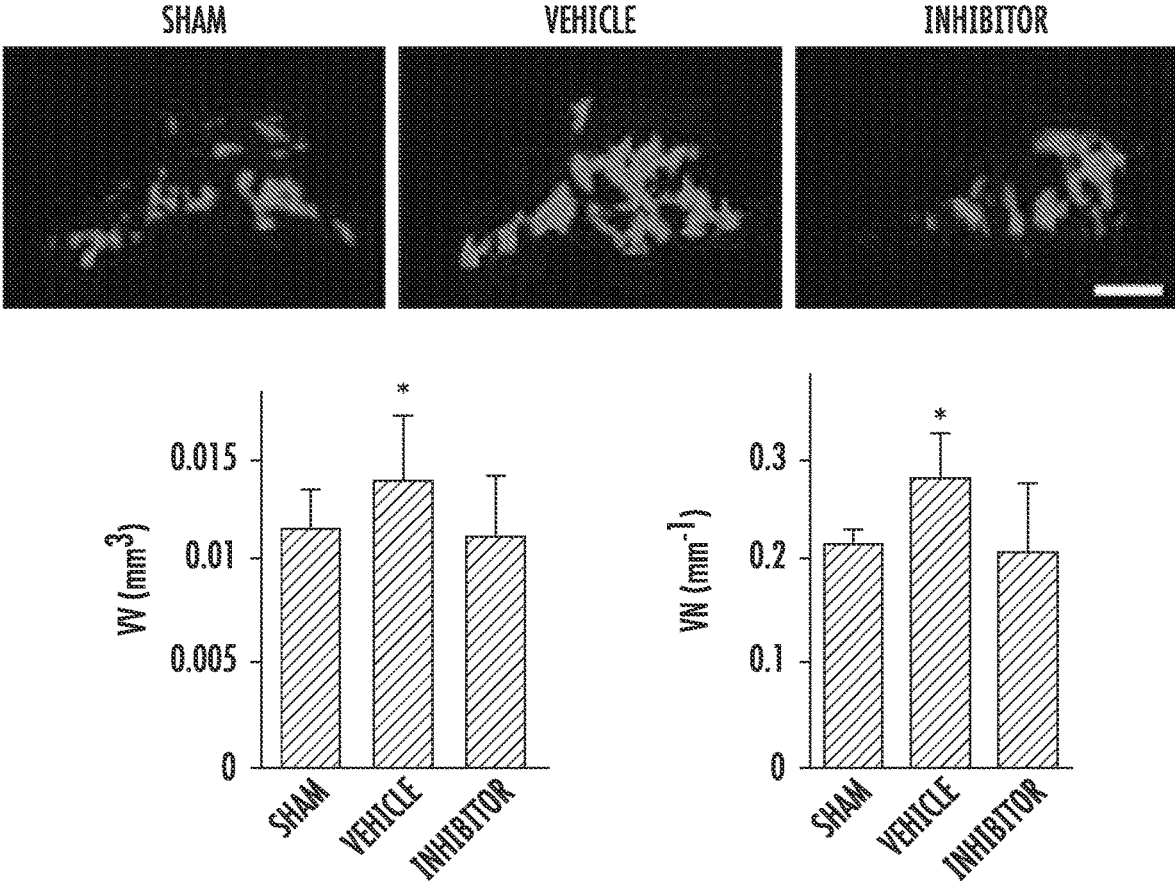 SHAM VEHICLE INHIBITOR
*
0.015
0.01
0.005
0
VV (mm³)
SHAM
VEHICLE
INHIBITOR
*
0.3
0.2
0.1
0
VN (mm⁻¹)
SHAM
VEHICLE
INHIBITOR